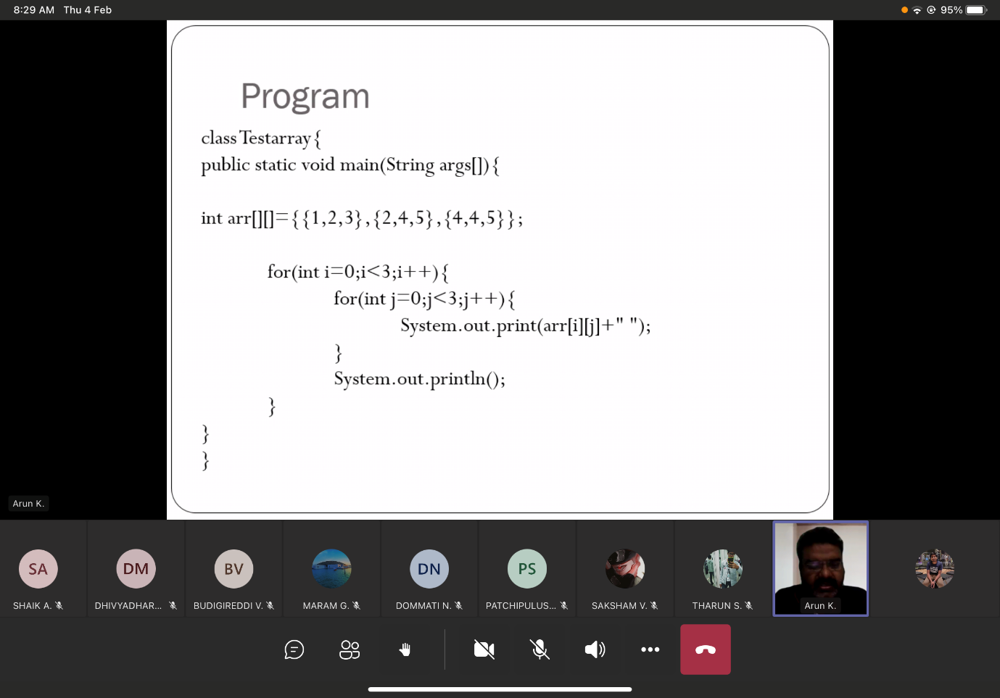 8:29 AM Thu 4 Feb
95%
Program
class Testarray{
public static void main(String args[]){
int arr[][]={{1,2,3},{2,4,5},{4,4,5}};
for(int i=0;i<3;i++){
for(int j=0;j<3;j++){
System.out.print(arr[i][j]+" ");
}
System.out.println();
}
}
}
Arun K.
SA
DM
BV
DN
PS
SHAIK A.
DHIVYADHAR...
BUDIGIREDDI V.
MARAM G.
DOMMATI N.
PATCHIPULUS...
SAKSHAM V.
THARUN S.
Arun K.